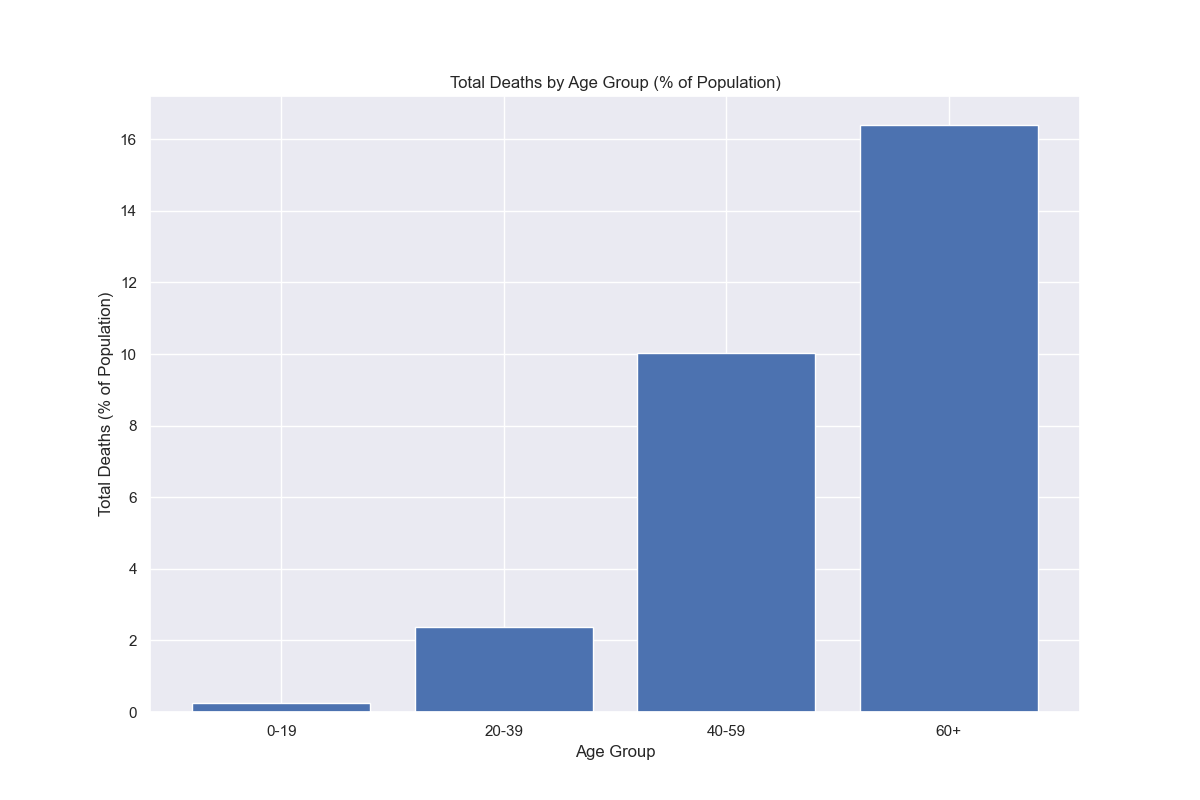 Total Deaths by Age Group (% of Population)
Total Deaths (% of Population)
16
14
12
10
8
6
4
2
0
0-19 20-39 40-59 60+
Age Group